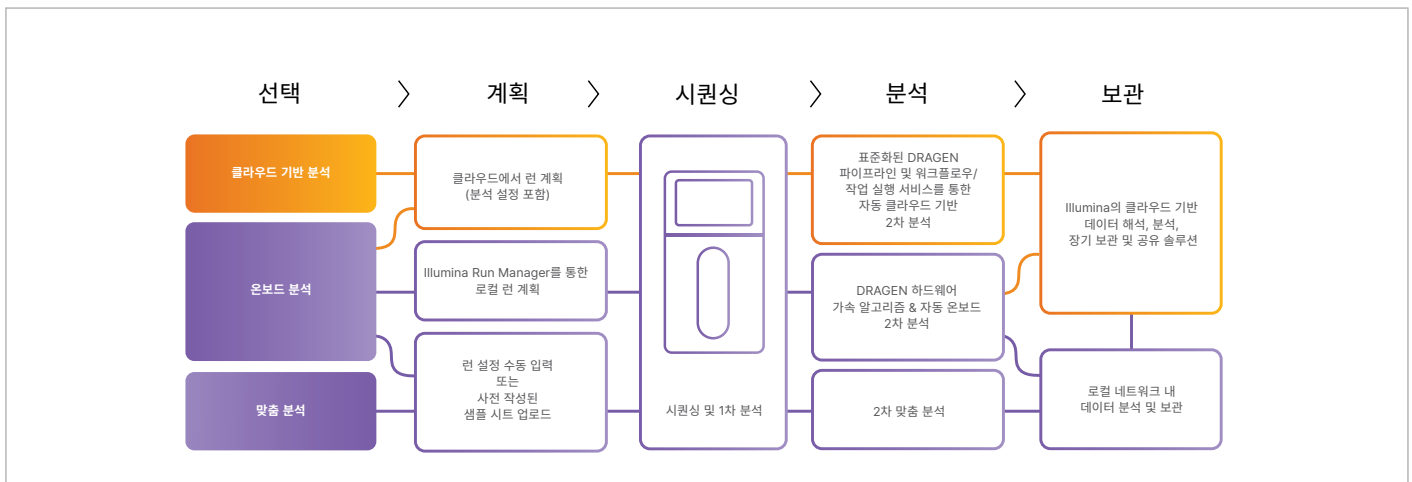 선택
계획
시퀀싱
분석
보관
클라우드 기반 분석
온보드 분석
맞춤 분석
클라우드에서 런 계획
(분석 설정 포함)
Illumina Run Manager를 통한
로컬 런 계획
런 설정 수동 입력
또는
사전 작성된
샘플 시트 업로드
시퀀싱 및 1차 분석
표준화된 DRAGEN
파이프라인 및 워크플로우/
작업 실행 서비스를 통한
자동 클라우드 기반
2차 분석
DRAGEN 하드웨어
가속 알고리즘 & 자동 온보드
2차 분석
2차 맞춤 분석
Illumina의 클라우드 기반
데이터 해석, 분석,
장기 보관 및 공유 솔루션
로컬 네트워크 내
데이터 분석 및 보관